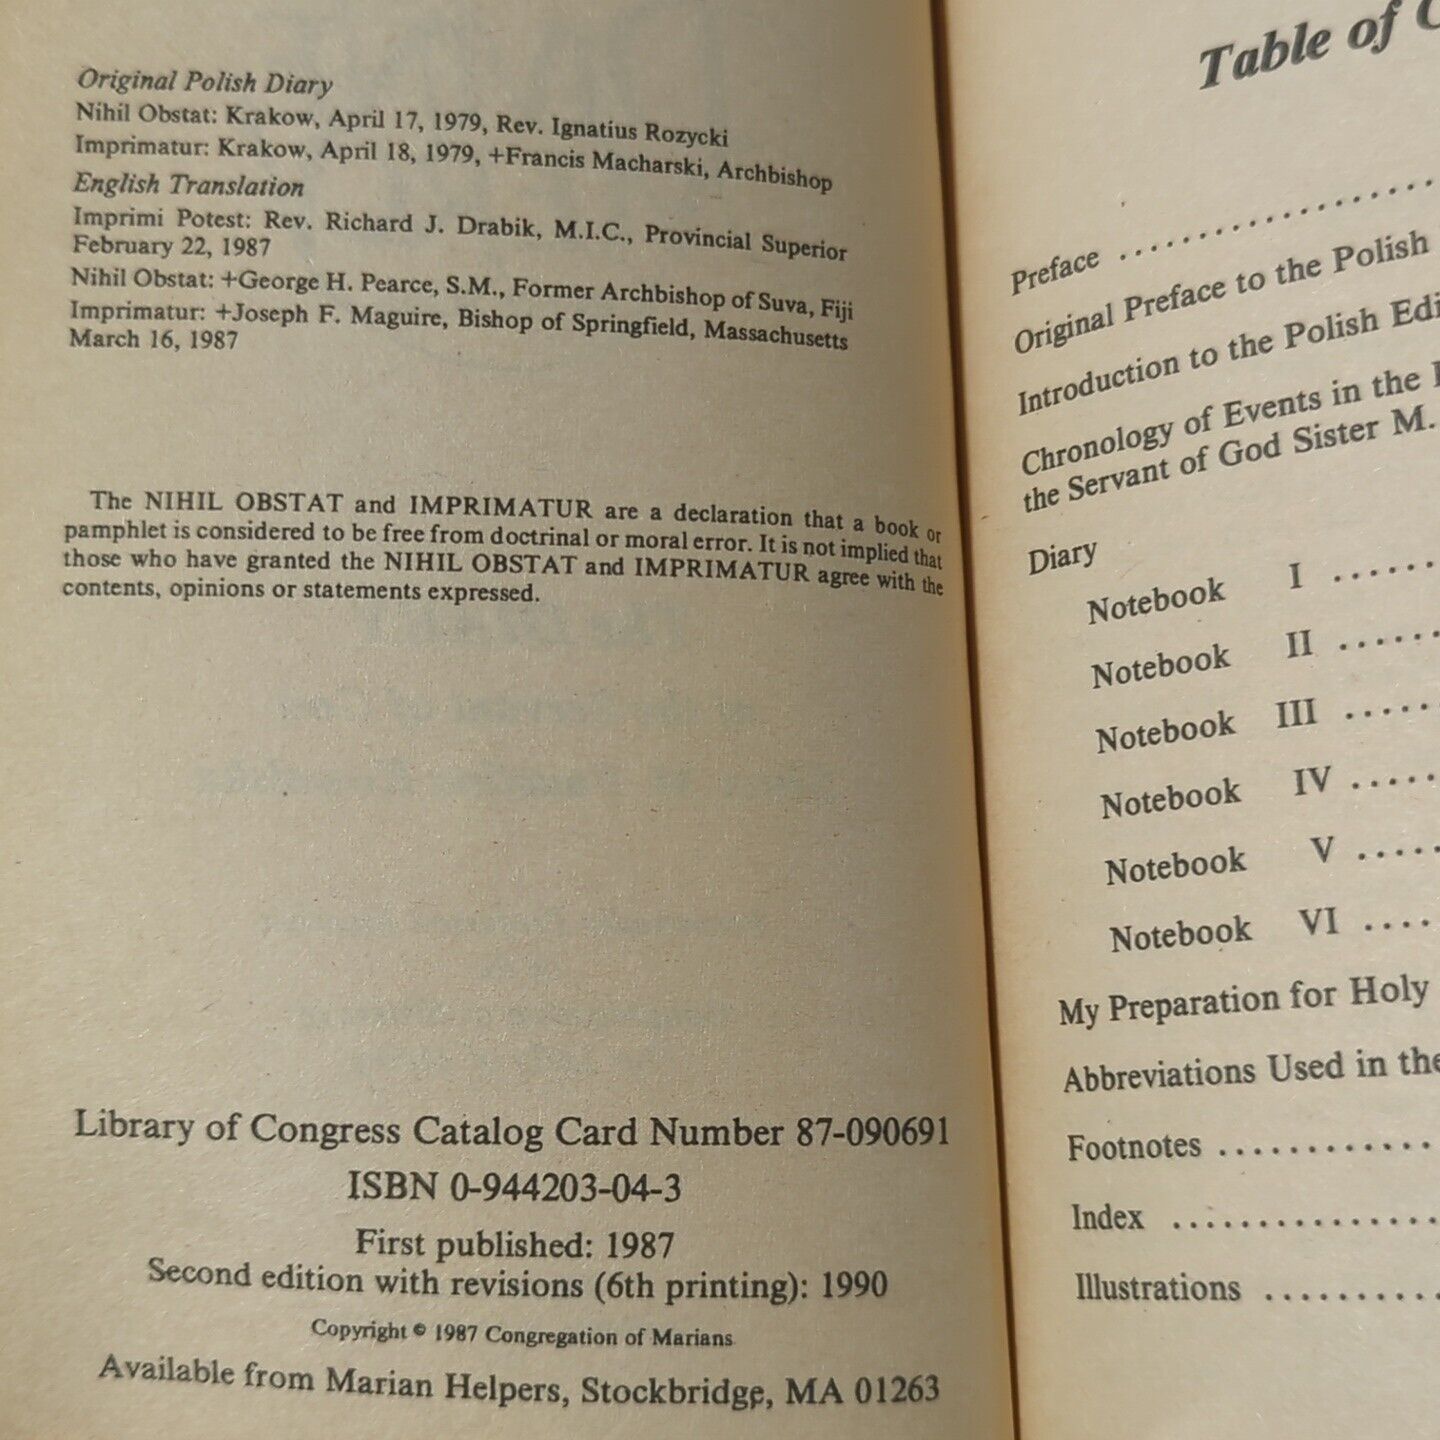 Original Polish Diary
Nihil Obstat: Krakow, April 17, 1979, Rev. Ignatius Rozycki
Imprimatur: Krakow, April 18, 1979, +Francis Macharski, Archbishop
English Translation
Imprimi Potest: Rev. Richard J. Drabik, M.I.C., Provincial Superior
February 22, 1987
Nihil Obstat: +George H. Pearce, S.M., Former Archbishop of Suva, Fiji
Imprimatur: +Joseph F. Maguire, Bishop of Springfield, Massachusetts
March 16, 1987
The NIHIL OBSTAT and IMPRIMATUR are a declaration that a book or
pamphlet is considered to be free from doctrinal or moral error. It is not implied that
those who have granted the NIHIL OBSTAT and IMPRIMATUR agree with the
contents, opinions or statements expressed.
Library of Congress Catalog Card Number 87-090691
ISBN 0-944203-04-3
First published: 1987
Second edition with revisions (6th printing): 1990
Copyright © 1987 Congregation of Marians
Available from Marian Helpers, Stockbridge, MA 01263
Table of
Preface ....................
Original Preface to the Polish
Introduction to the Polish
Chronology of Events in the
the Servant of God Sister M.
Diary
Notebook I ......
Notebook II ......
Notebook III .....
Notebook IV .....
Notebook V .....
Notebook VI ....
My Preparation for Holy
Abbreviations Used in the
Footnotes .............
Index ................
Illustrations ...........